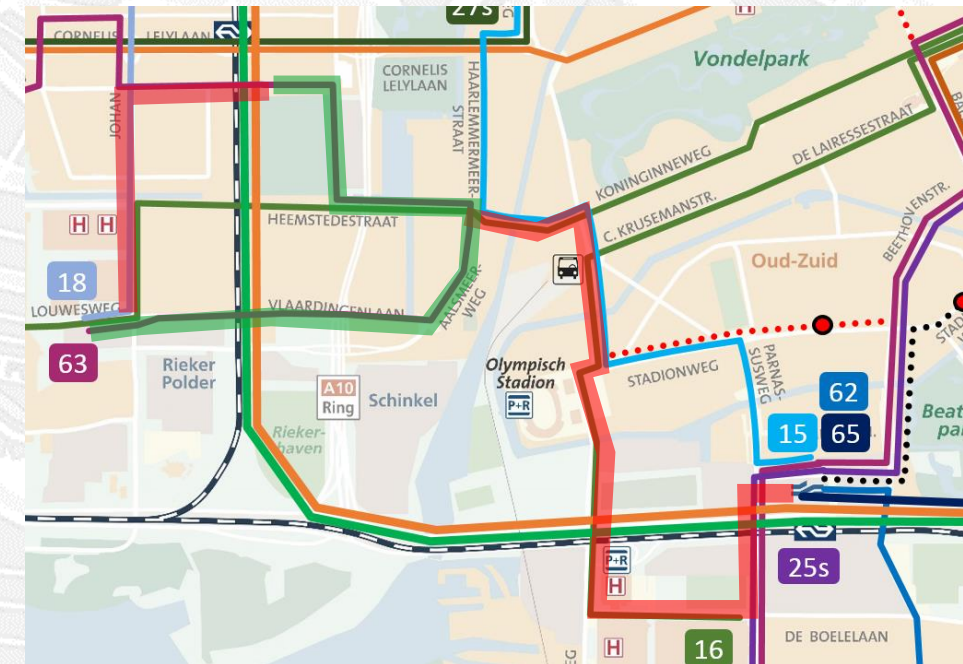 27s
CORNELIS LELYLAAN
CORNELIS
LELYLAAN
HAARLEMMERMEER-
STRAAT
Vondelpark
JOHAN
KONINGINNEWEG
DE LAIRESSESTRAAT
C. KRUSEMANSTR.
BEETHOVENSTR.
HEEMSTEDESTRAAT
H H
18
LOUWESWEG
VLAARDINGENLAAN
AALSMEER-
WEG
Oud-Zuid
63
Rieker
Polder
A10
Ring
Schinkel
Olympisch
Stadion
P+R
STADIONWEG
PARNAS-
SUSWEG
62
15
65
Rieker-
haven
P+R
H
25s
H
16
DE BOELELAAN